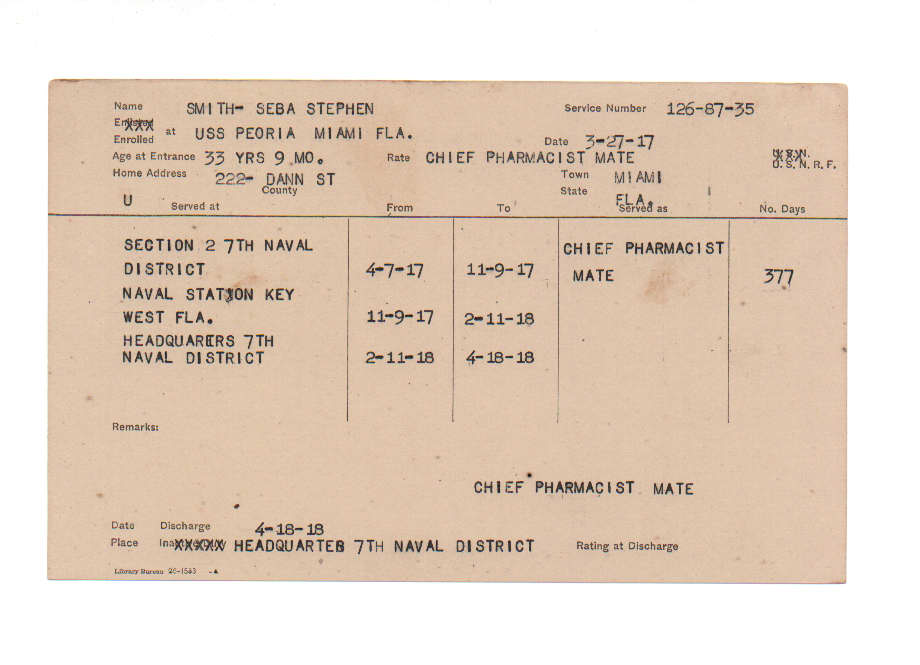 Name SMITH- SEBA STEPHEN Service Number 126-87-35
Enlisted
Enrolled at USS PEORIA MIAMI FLA. Date 3-27-17
Age at Entrance 33 YRS 9 MO. Rate CHIEF PHARMACIST MATE U. S. N.
U. S. N. R. F.
Home Address 222- DANN ST Town MIAMI
County State FLA.
U Served at From To Served as No. Days
SECTION 2 7TH NAVAL CHIEF PHARMACIST
DISTRICT 4-7-17 11-9-17 MATE 377
NAVAL STATION KEY
WEST FLA. 11-9-17 2-11-18
HEADQUARERS 7TH
NAVAL DISTRICT 2-11-18 4-18-18
Remarks:
CHIEF PHARMACIST MATE
Date Discharge 4-18-18
Place HEADQUARTER 7TH NAVAL DISTRICT Rating at Discharge
Library Bureau 26-1543